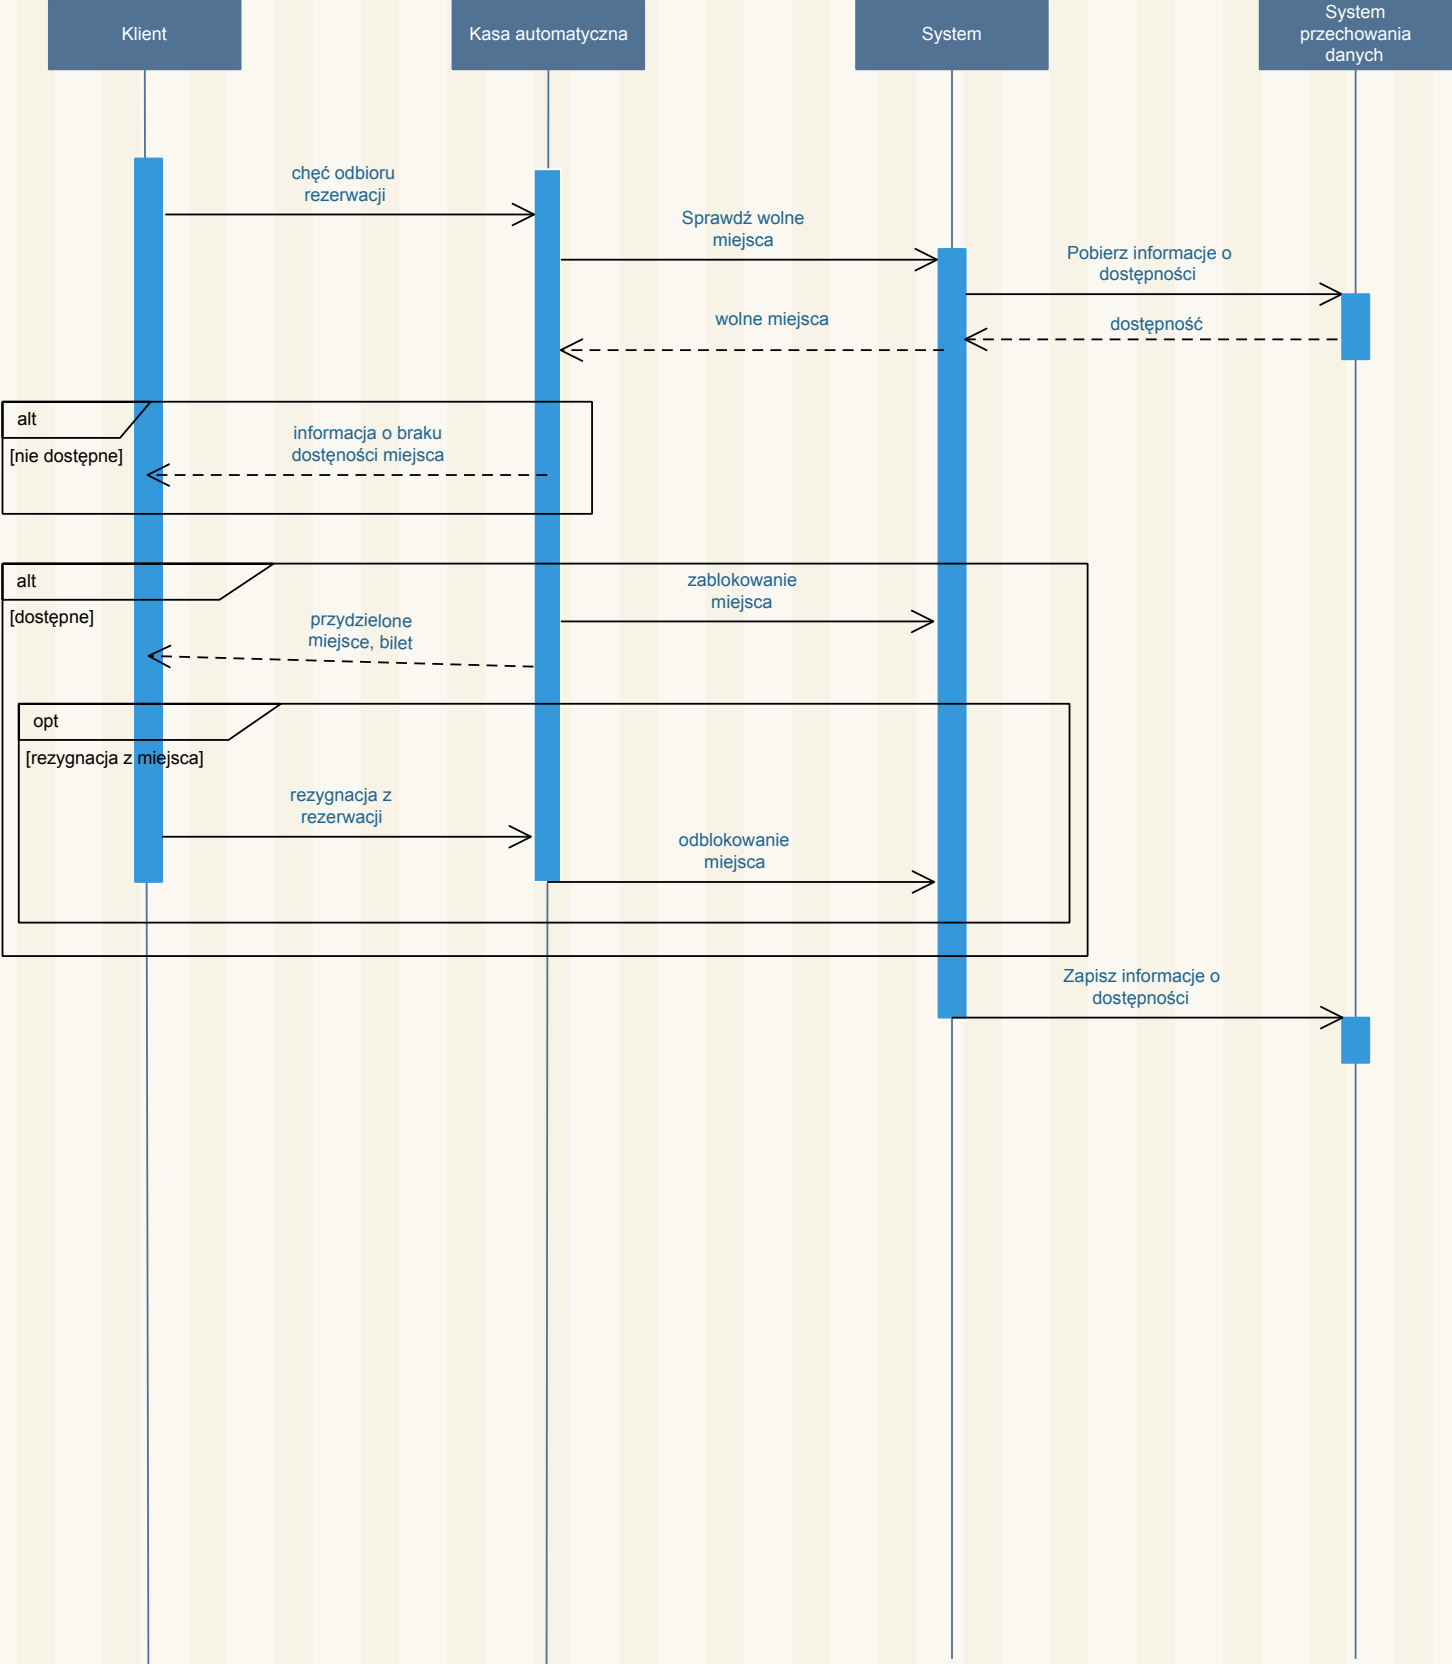 Klient
Kasa automatyczna
System
System
przechowania
danych
chęć odbioru
rezerwacji
Sprawdź wolne
miejsca
Pobierz informacje o
dostępności
wolne miejsca
dostępność
alt
[nie dostępne]
informacja o braku
dostęności miejsca
alt
[dostępne]
zablokowanie
miejsca
przydzielone
miejsce, bilet
opt
[rezygnacja z miejsca]
rezygnacja z
rezerwacji
odblokowanie
miejsca
Zapisz informacje o
dostępności